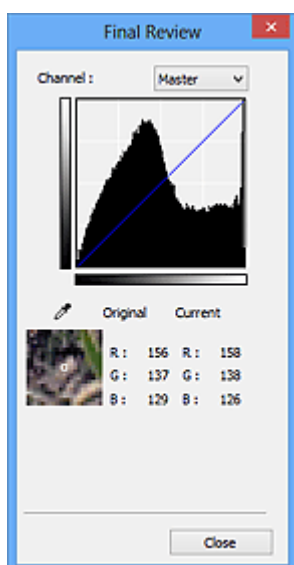 Final Review
Channel : Master
Original Current
R : 156 R : 158
G : 137 G : 138
B : 129 B : 126
Close